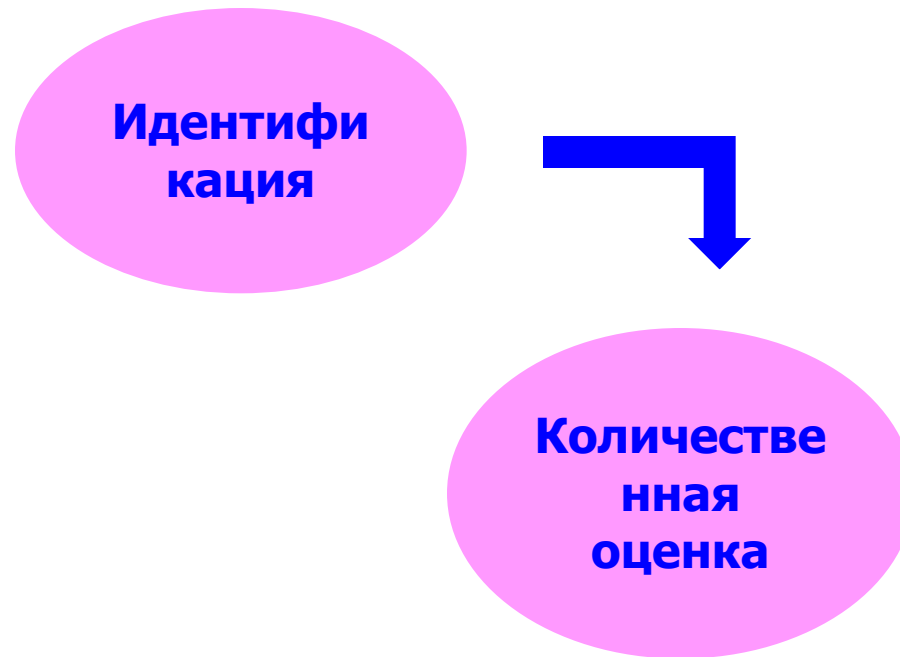 Идентифи
кация
Количестве
нная
оценка